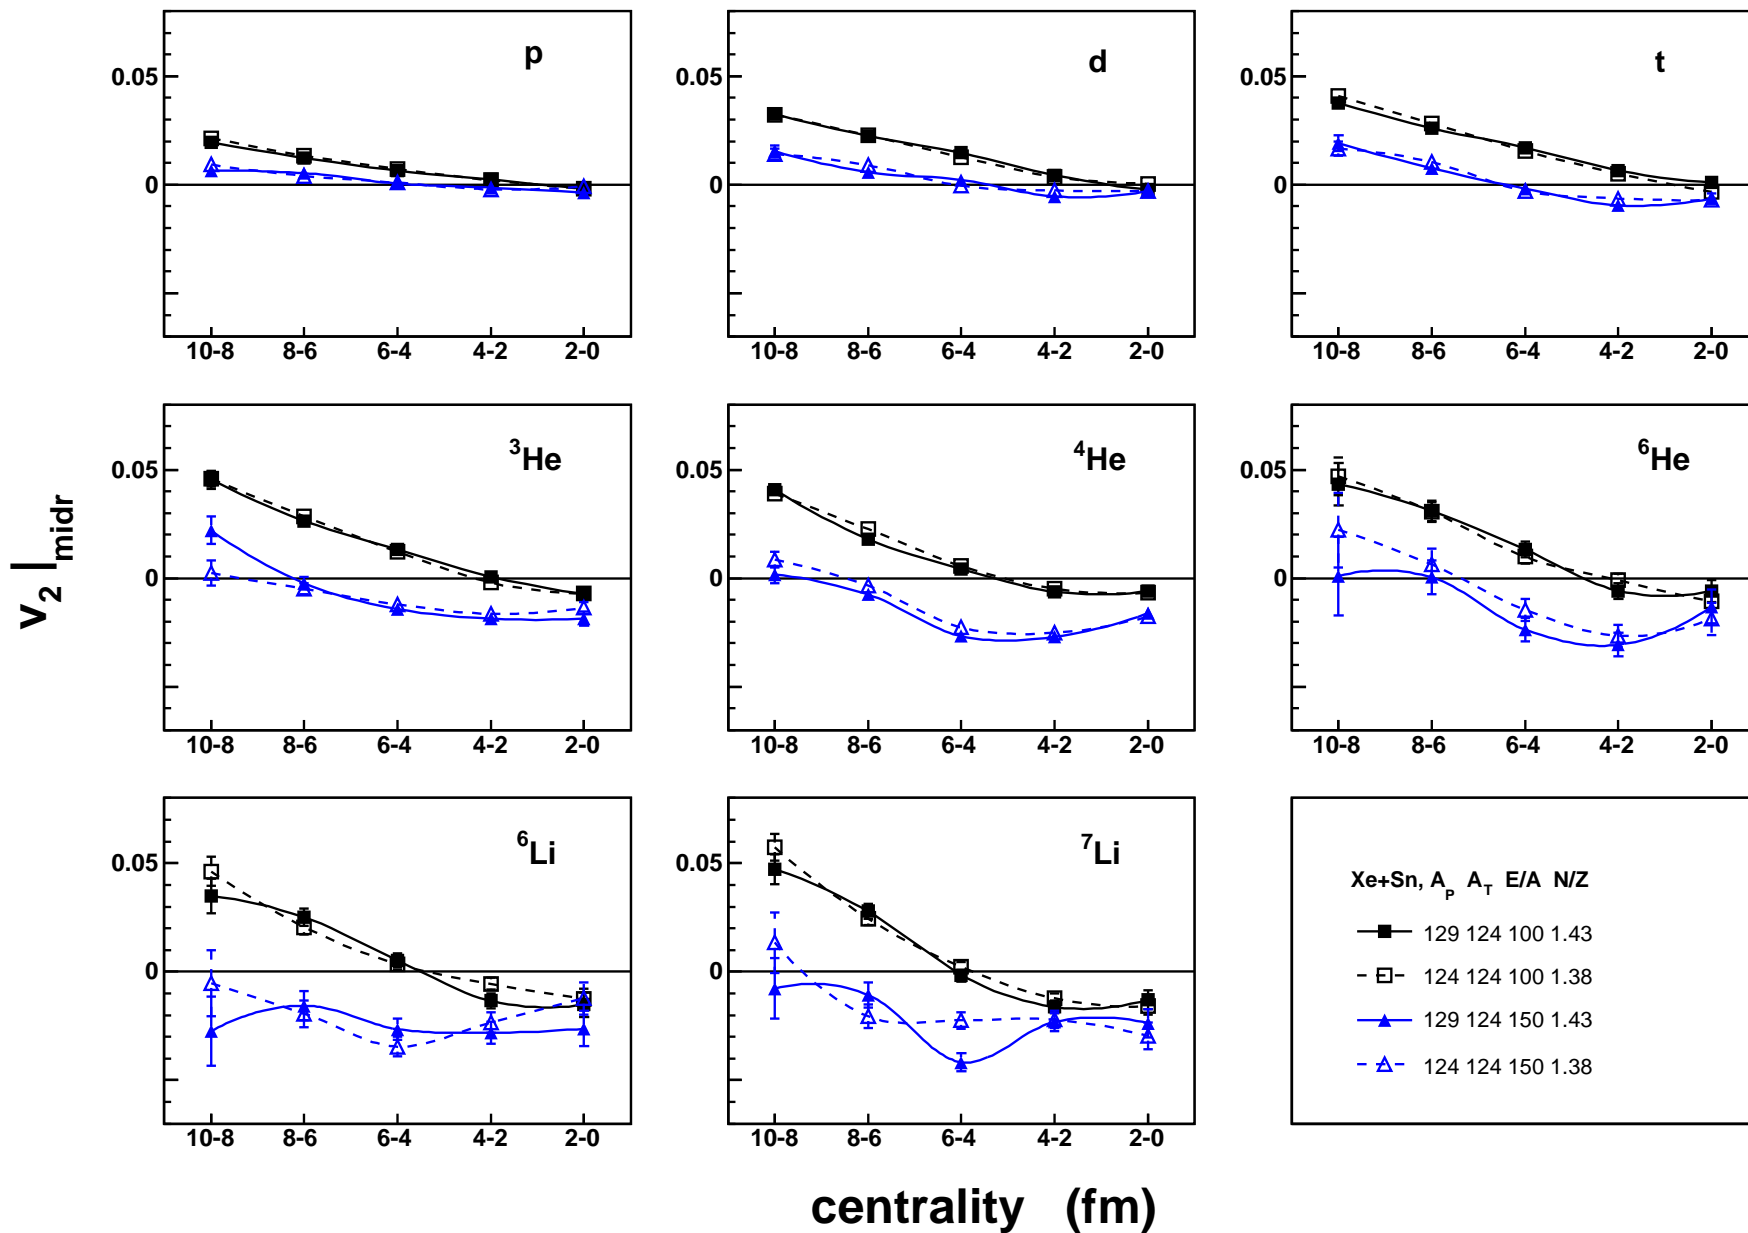 p
0.05
0
10-8 8-6 6-4 4-2 2-0
d
0.05
0
10-8 8-6 6-4 4-2 2-0
t
0.05
0
10-8 8-6 6-4 4-2 2-0
v₂ |midr
³He
0.05
0
10-8 8-6 6-4 4-2 2-0
⁴He
0.05
0
10-8 8-6 6-4 4-2 2-0
⁶He
0.05
0
10-8 8-6 6-4 4-2 2-0
⁶Li
0.05
0
10-8 8-6 6-4 4-2 2-0
⁷Li
0.05
0
10-8 8-6 6-4 4-2 2-0
Xe+Sn, A_P A_T E/A N/Z
129 124 100 1.43
124 124 100 1.38
129 124 150 1.43
124 124 150 1.38
centrality (fm)